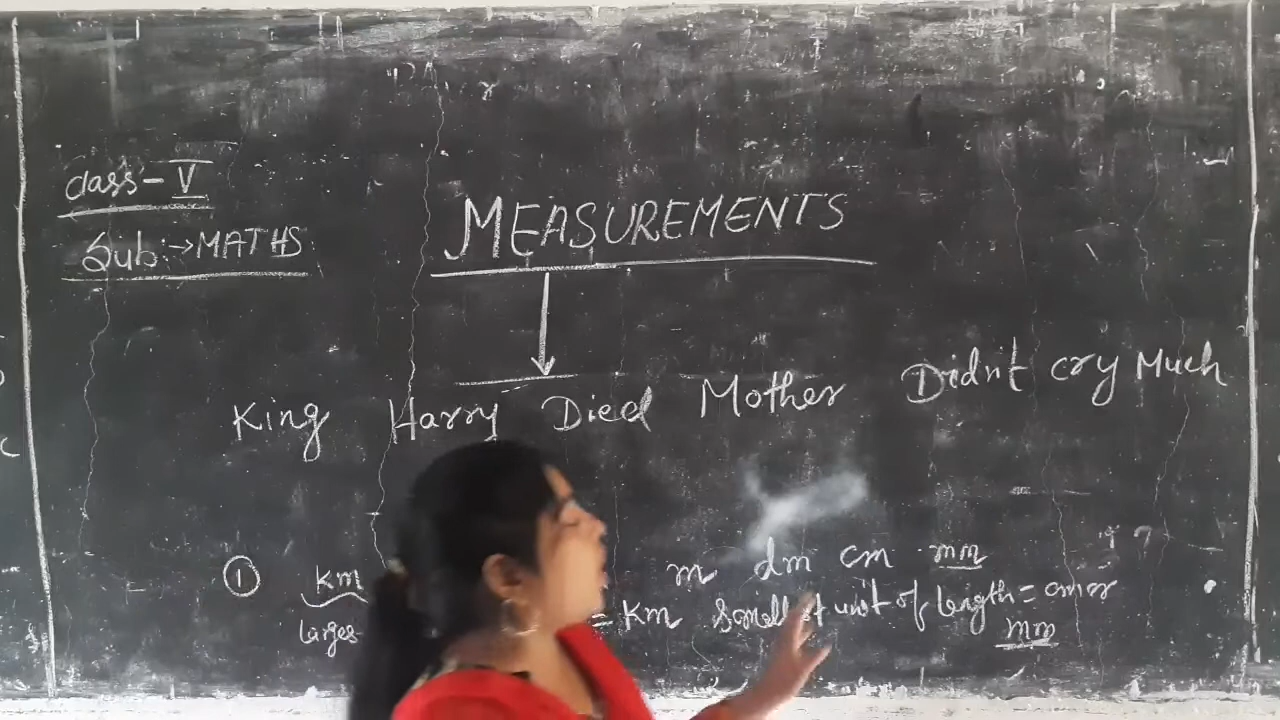 class - V
Sub:→ MATHS
MEASUREMENTS
King Harry Died Mother Didn't cry Much
① Km m dm cm mm
larges = Km Smallest unit of length = cm or
mm